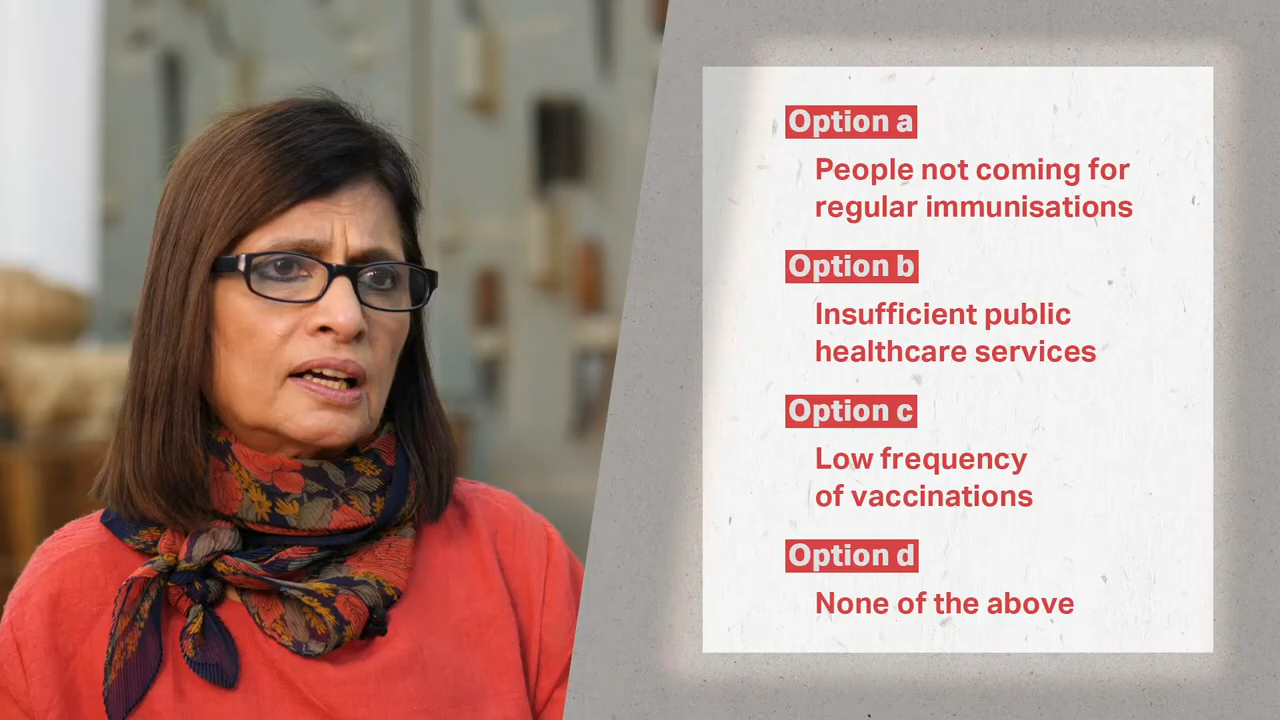 Option a
People not coming for
regular immunisations
Option b
Insufficient public
healthcare services
Option c
Low frequency
of vaccinations
Option d
None of the above